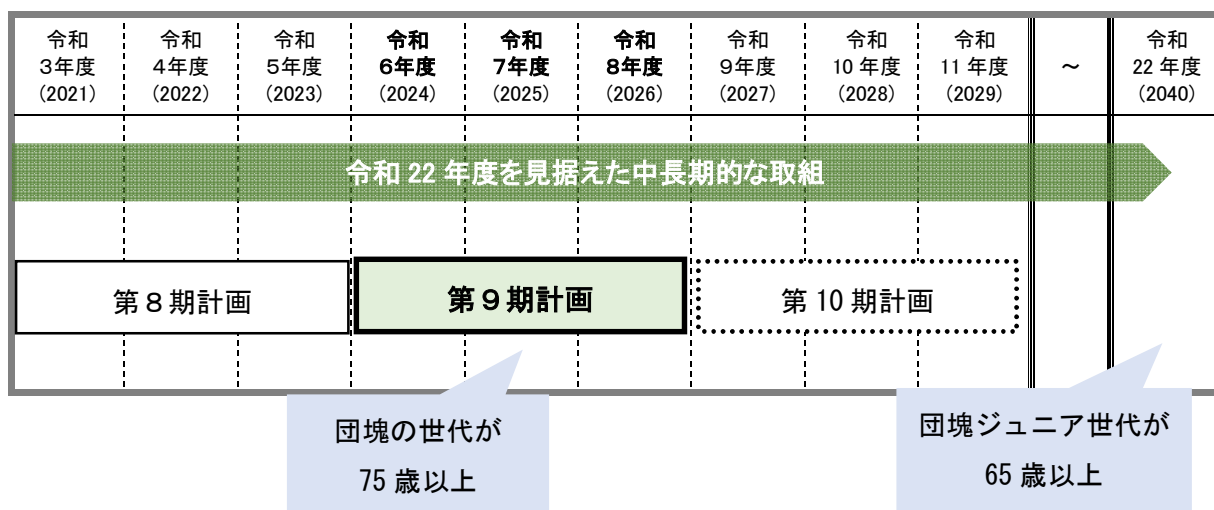 令和
3年度
（2021）
令和
4年度
（2022）
令和
5年度
（2023）
令和
6年度
（2024）
令和
7年度
（2025）
令和
8年度
（2026）
令和
9年度
（2027）
令和
10 年度
（2028）
令和
11 年度
（2029）
～
令和
22 年度
（2040）
令和 22 年度を見据えた中長期的な取組
第８期計画
第９期計画
第 10 期計画
団塊の世代が
75 歳以上
団塊ジュニア世代が
65 歳以上